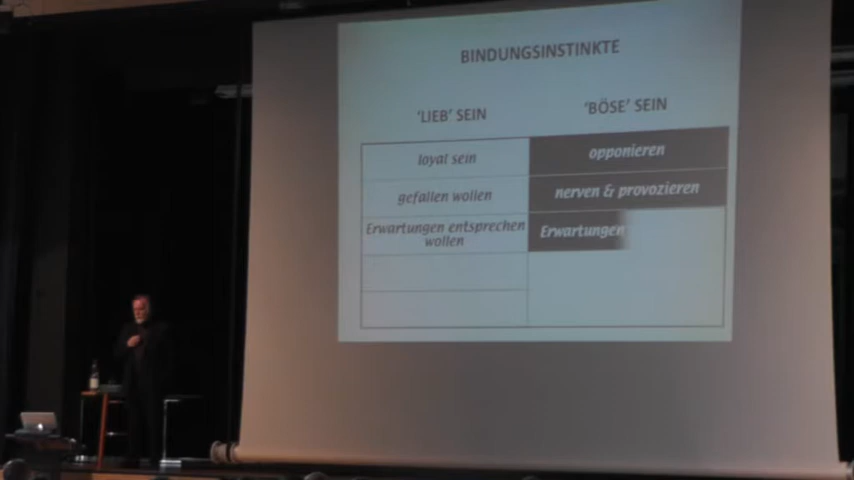 BINDUNGSINSTINKTE
'LIEB' SEIN
'BÖSE' SEIN
loyal sein
opponieren
gefallen wollen
nerven & provozieren
Erwartungen entsprechen
wollen
Erwartungen